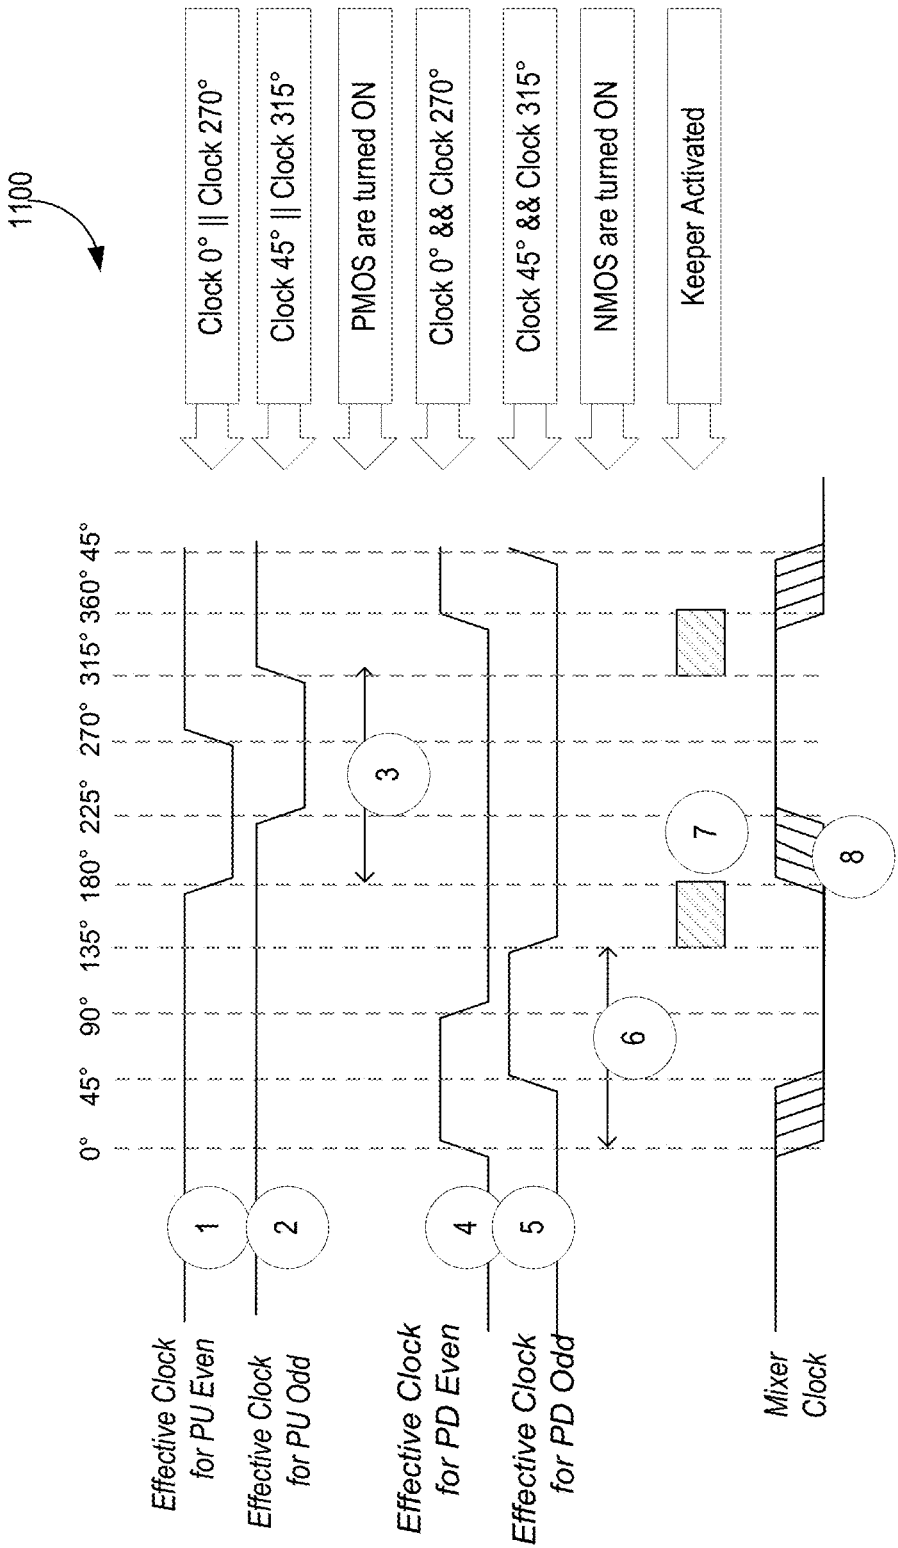 1100
0° 45° 90° 135° 180° 225° 270° 315° 360° 45°
Effective Clock
for PU Even
1
Clock 0° || Clock 270°
Effective Clock
for PU Odd
2
Clock 45° || Clock 315°
3
PMOS are turned ON
Effective Clock
for PD Even
4
Clock 0° && Clock 270°
Effective Clock
for PD Odd
5
Clock 45° && Clock 315°
6
NMOS are turned ON
7
Keeper Activated
Mixer
Clock
8